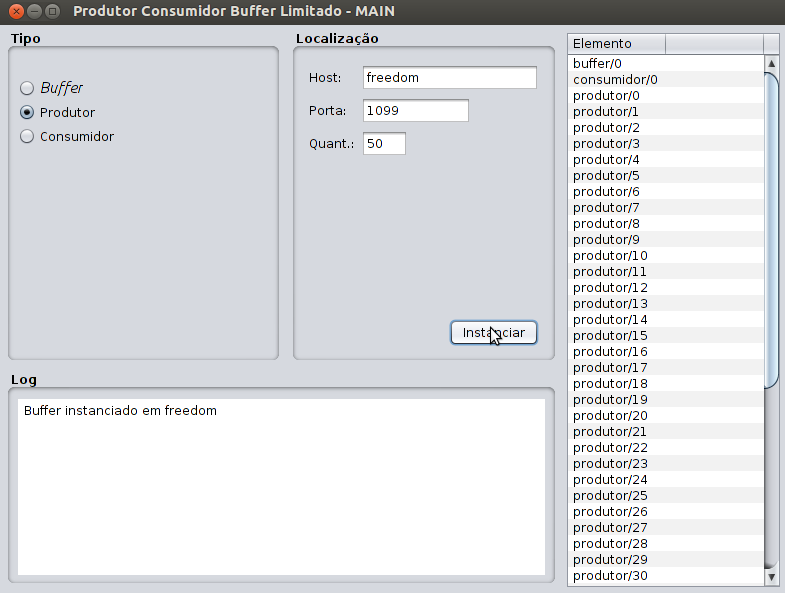 Produtor Consumidor Buffer Limitado - MAIN
Tipo
Buffer
Produtor
Consumidor
Localização
Host: freedom
Porta: 1099
Quant.: 50
Instanciar
Log
Buffer instanciado em freedom
Elemento
buffer/0
consumidor/0
produtor/0
produtor/1
produtor/2
produtor/3
produtor/4
produtor/5
produtor/6
produtor/7
produtor/8
produtor/9
produtor/10
produtor/11
produtor/12
produtor/13
produtor/14
produtor/15
produtor/16
produtor/17
produtor/18
produtor/19
produtor/20
produtor/21
produtor/22
produtor/23
produtor/24
produtor/25
produtor/26
produtor/27
produtor/28
produtor/29
produtor/30